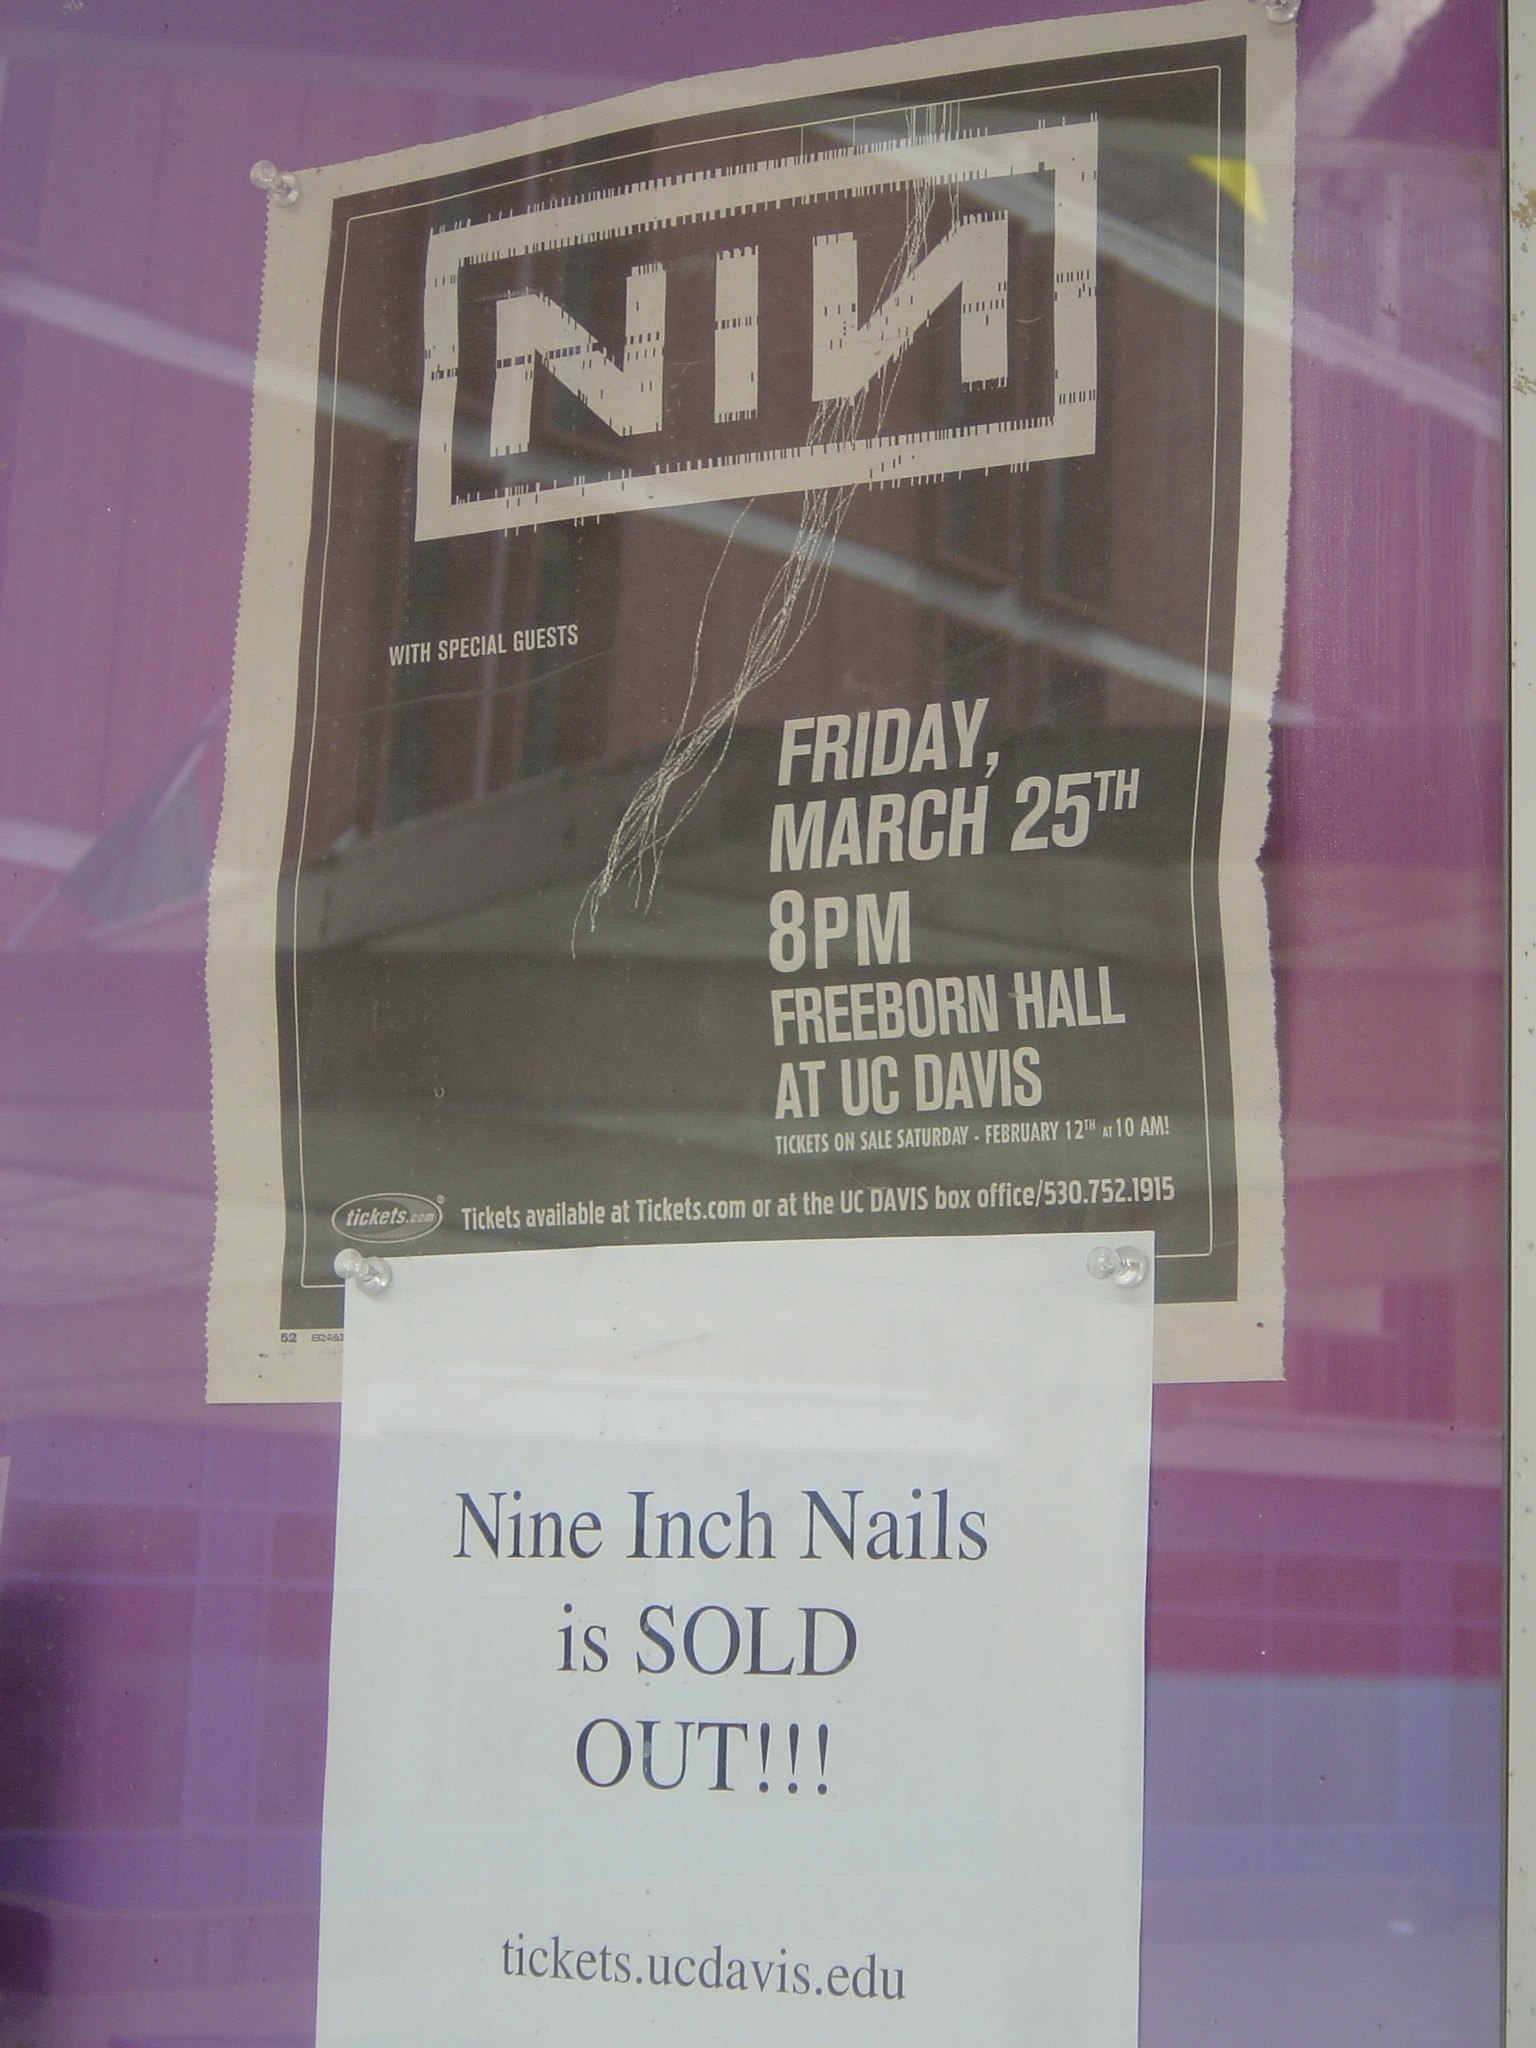 NIИ
WITH SPECIAL GUESTS
FRIDAY,
MARCH 25TH
8PM
FREEBORN HALL
AT UC DAVIS
TICKETS ON SALE SATURDAY - FEBRUARY 12TH AT 10 AM!
tickets.com® Tickets available at Tickets.com or at the UC DAVIS box office/530.752.1915
52
Nine Inch Nails
is SOLD
OUT!!!
tickets.ucdavis.edu